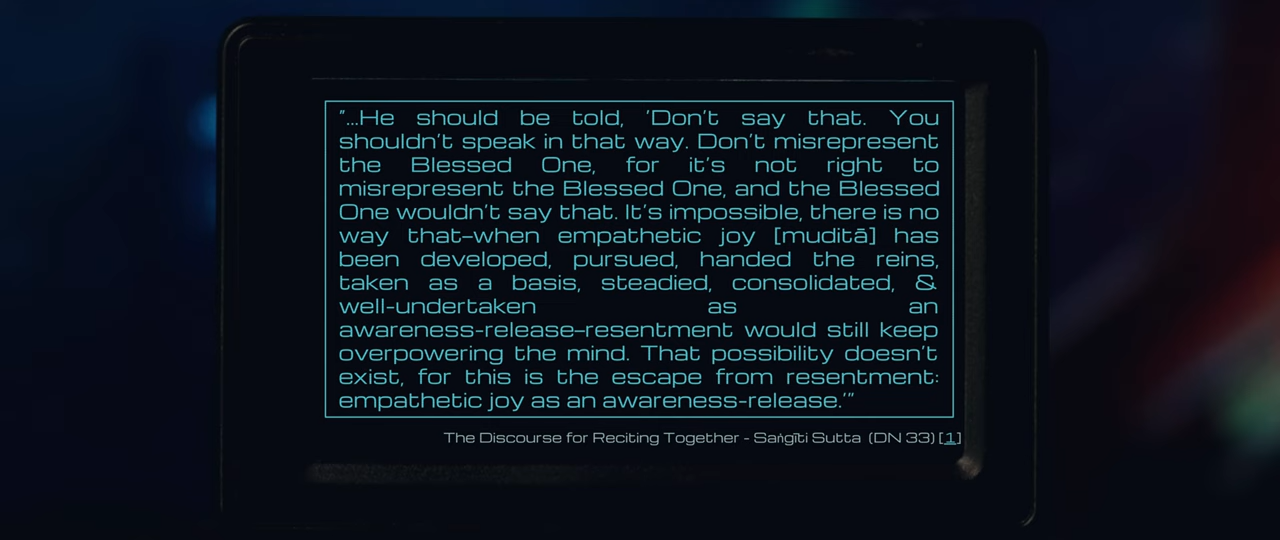 "...He should be told, 'Don't say that. You
shouldn't speak in that way. Don't misrepresent
the Blessed One, for it's not right to
misrepresent the Blessed One, and the Blessed
One wouldn't say that. It's impossible, there is no
way that–when empathetic joy [muditā] has
been developed, pursued, handed the reins,
taken as a basis, steadied, consolidated, &
well-undertaken as an
awareness-release–resentment would still keep
overpowering the mind. That possibility doesn't
exist, for this is the escape from resentment:
empathetic joy as an awareness-release.'"
The Discourse for Reciting Together - Saṅgīti Sutta (DN 33) [1]